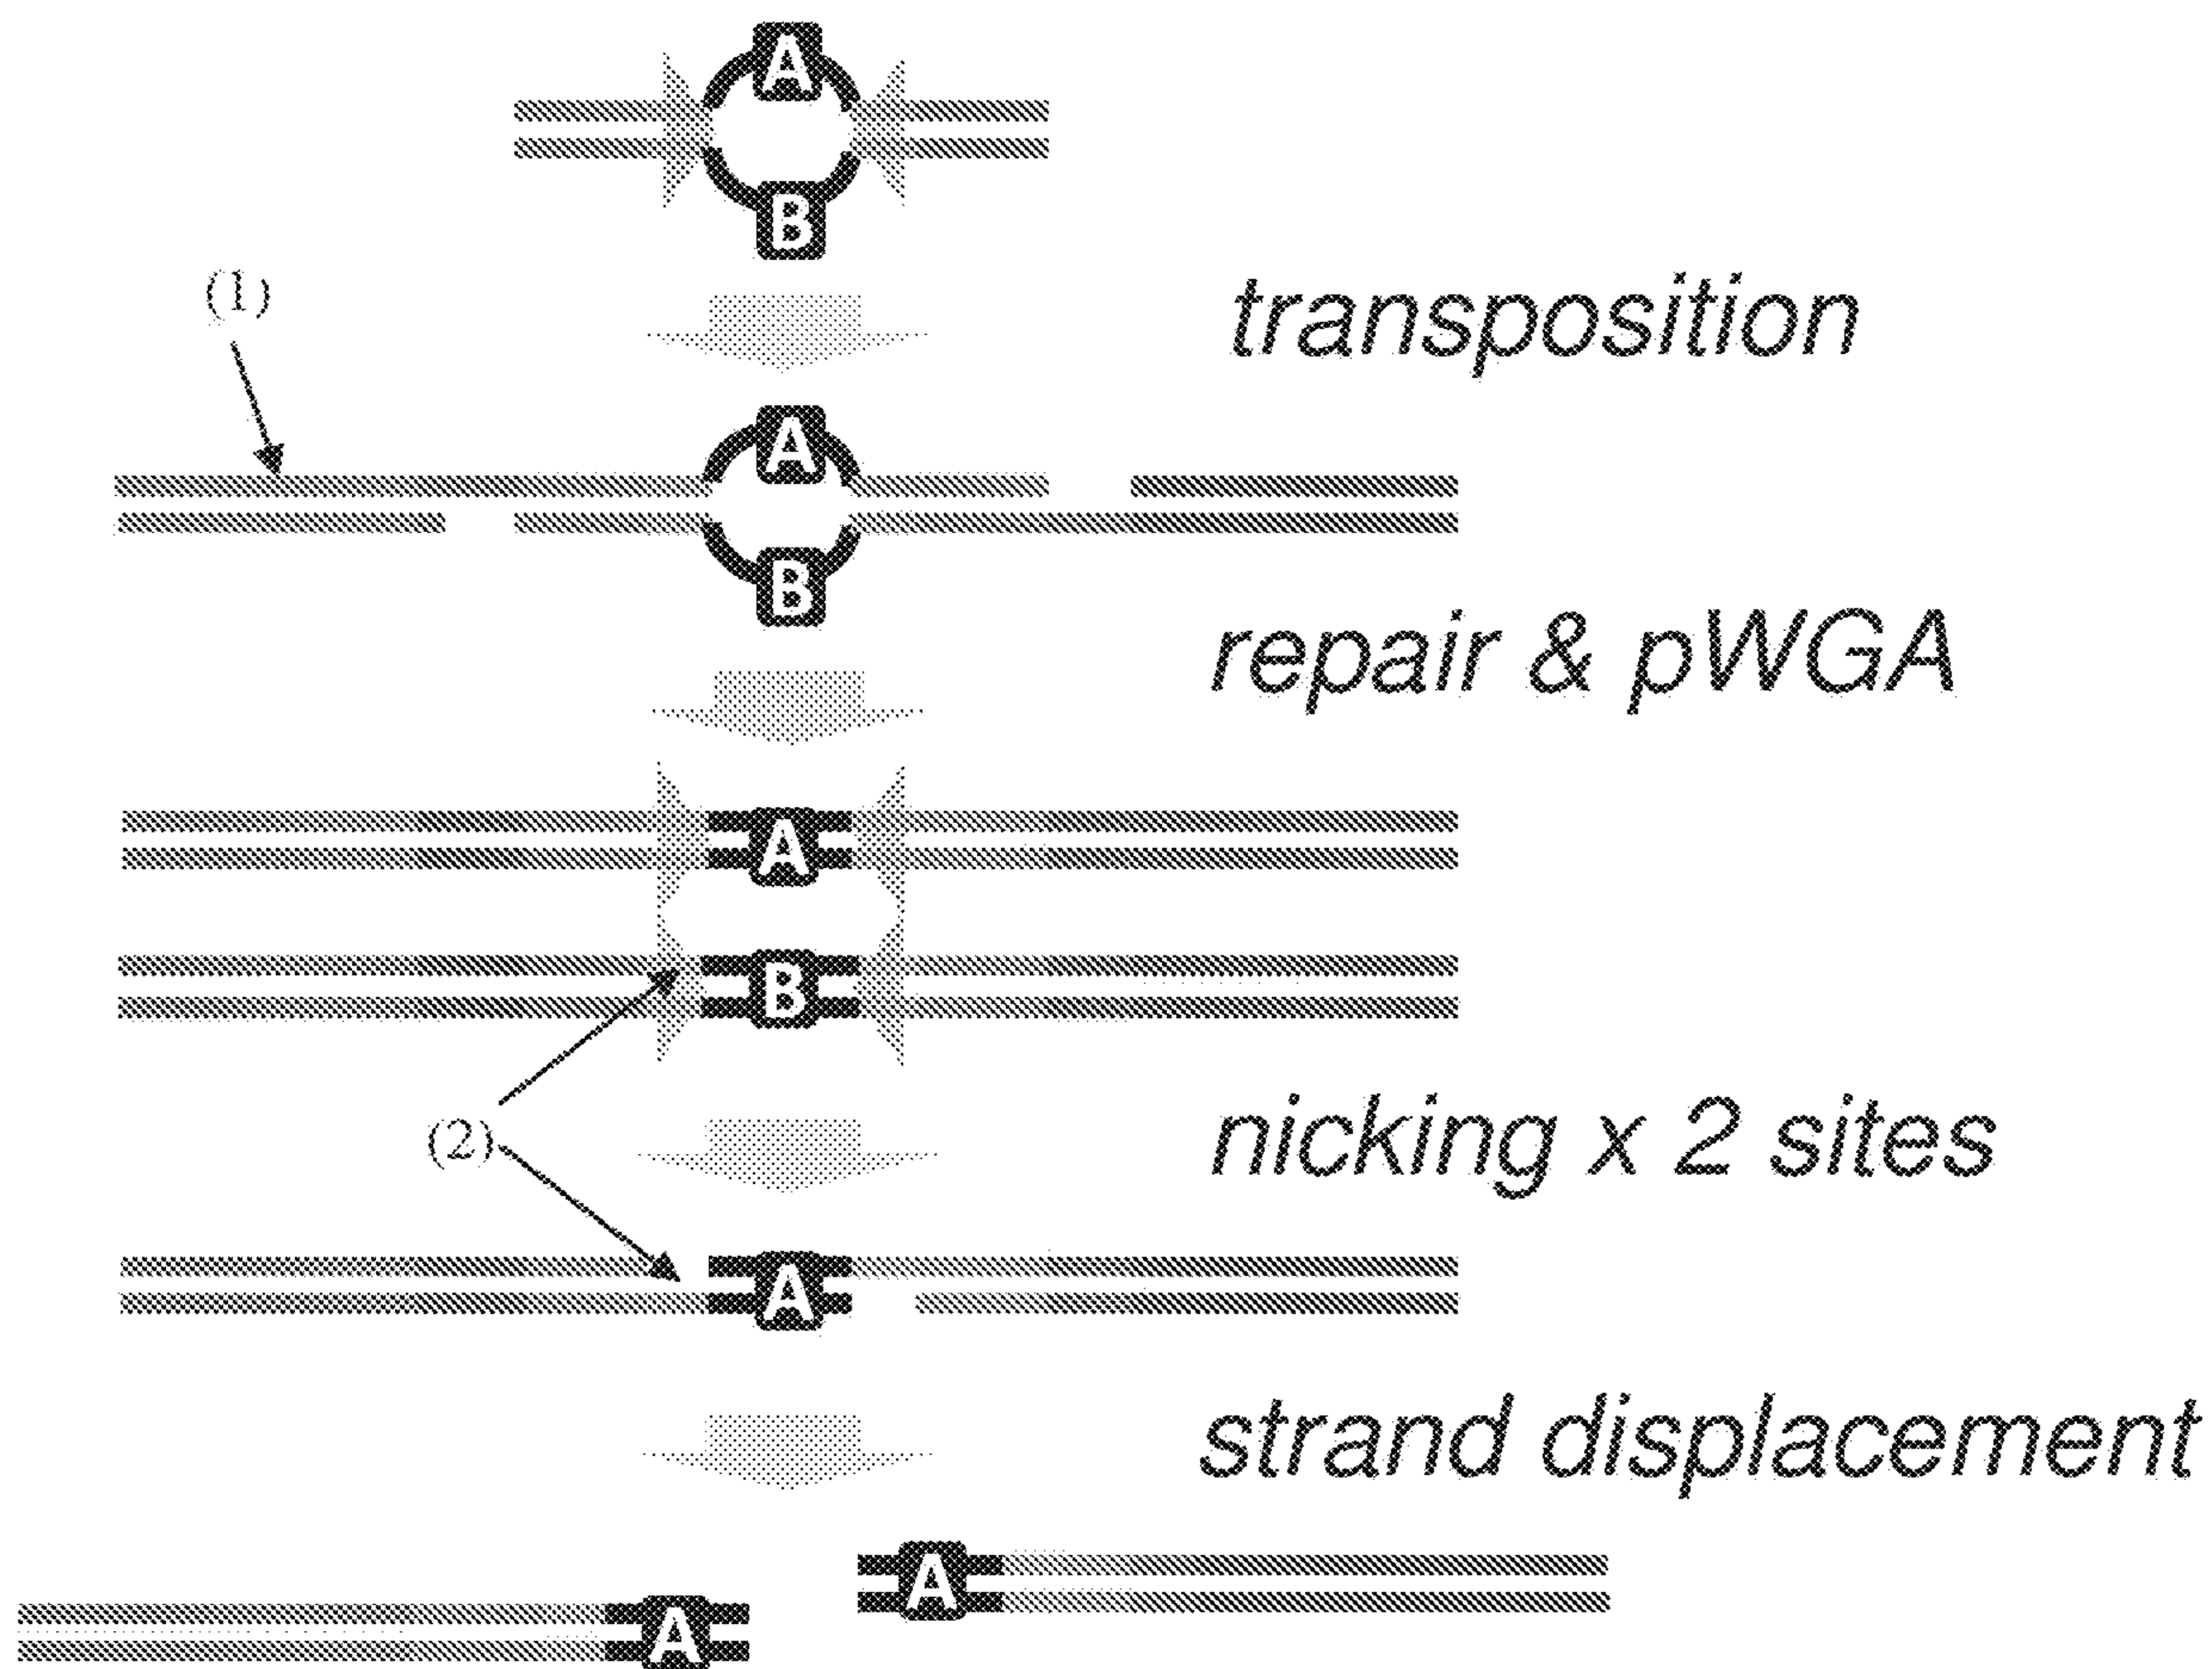 A
B
transposition
(1)
A
B
repair & pWGA
A
B
nicking x 2 sites
(2)
A
strand displacement
A
A